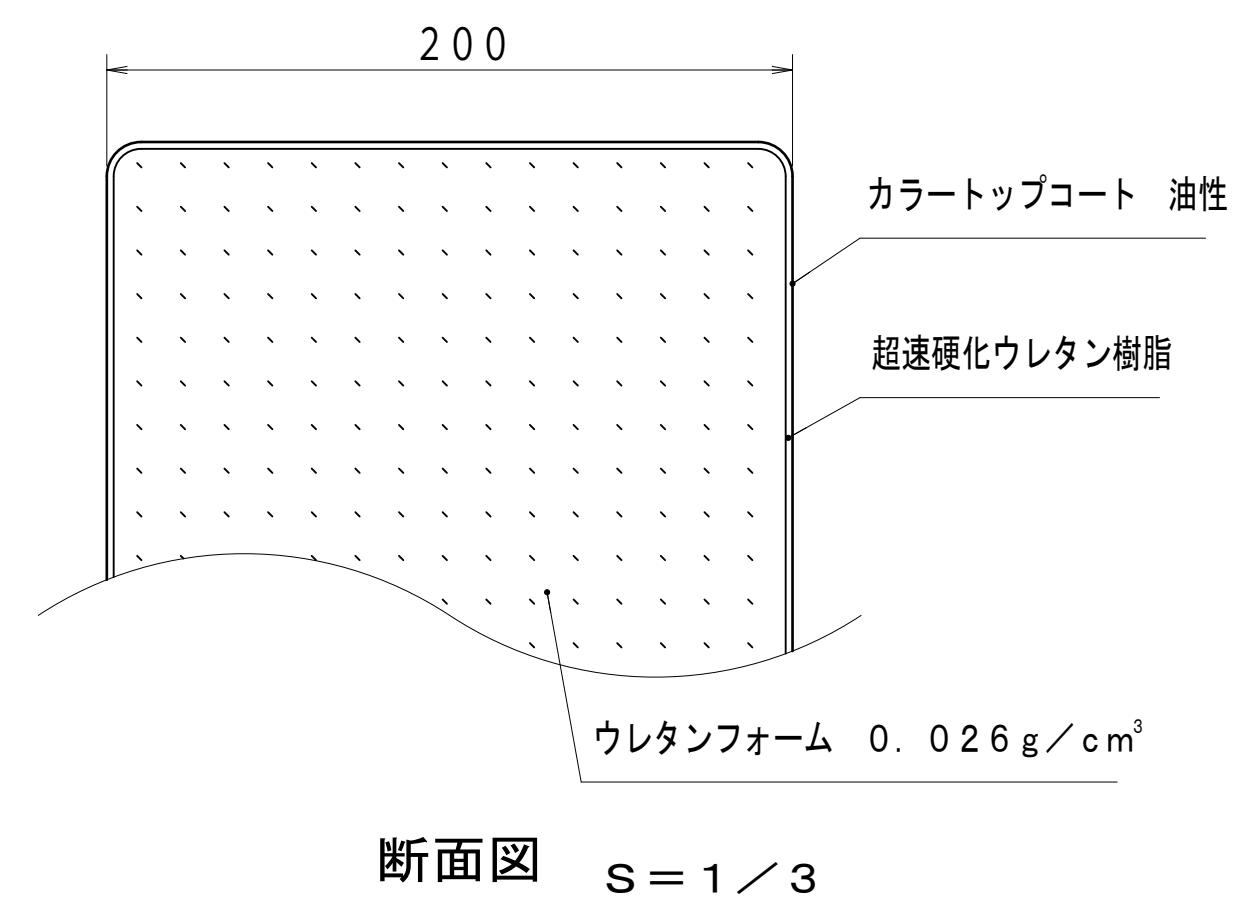 200
カラートップコート　油性
超速硬化ウレタン樹脂
ウレタンフォーム　０．０２６ｇ／ｃｍ³
断面図　Ｓ＝１／３